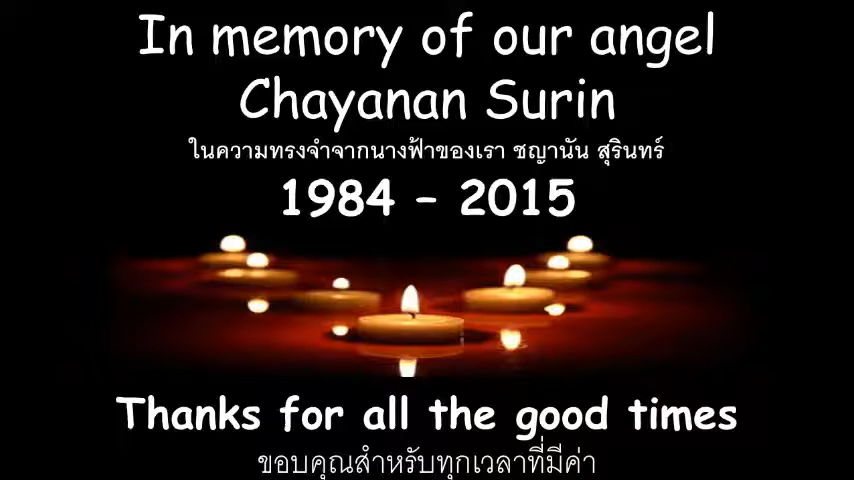 In memory of our angel
Chayanan Surin
ในความทรงจำจากนางฟ้าของเรา ชญานัน สุรินทร์
1984 – 2015
Thanks for all the good times
ขอบคุณสำหรับทุกเวลาที่มีค่า